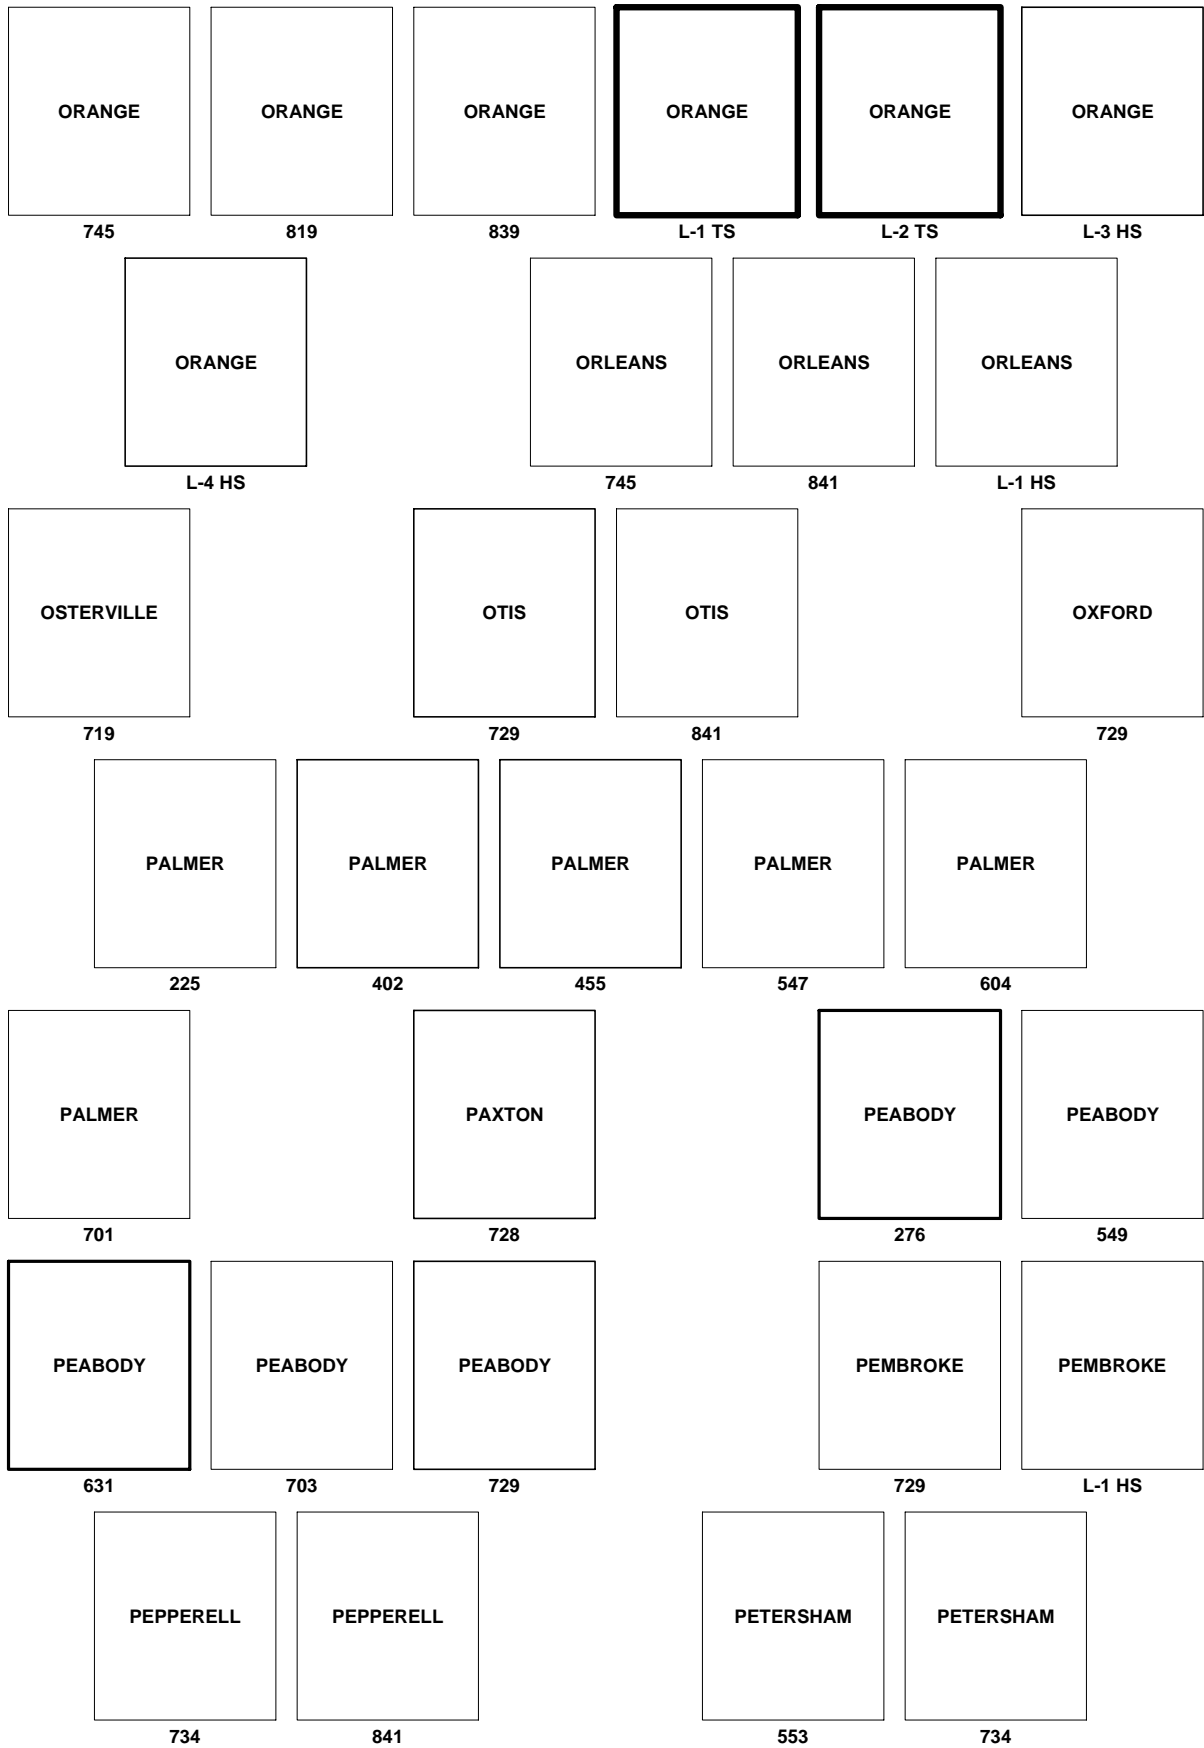 ORANGE ORANGE ORANGE ORANGE ORANGE ORANGE
745 819 839 L-1 TS L-2 TS L-3 HS
ORANGE ORLEANS ORLEANS ORLEANS
L-4 HS 745 841 L-1 HS
OSTERVILLE OTIS OTIS OXFORD
719 729 841 729
PALMER PALMER PALMER PALMER PALMER
225 402 455 547 604
PALMER PAXTON PEABODY PEABODY
701 728 276 549
PEABODY PEABODY PEABODY PEMBROKE PEMBROKE
631 703 729 729 L-1 HS
PEPPERELL PEPPERELL PETERSHAM PETERSHAM
734 841 553 734